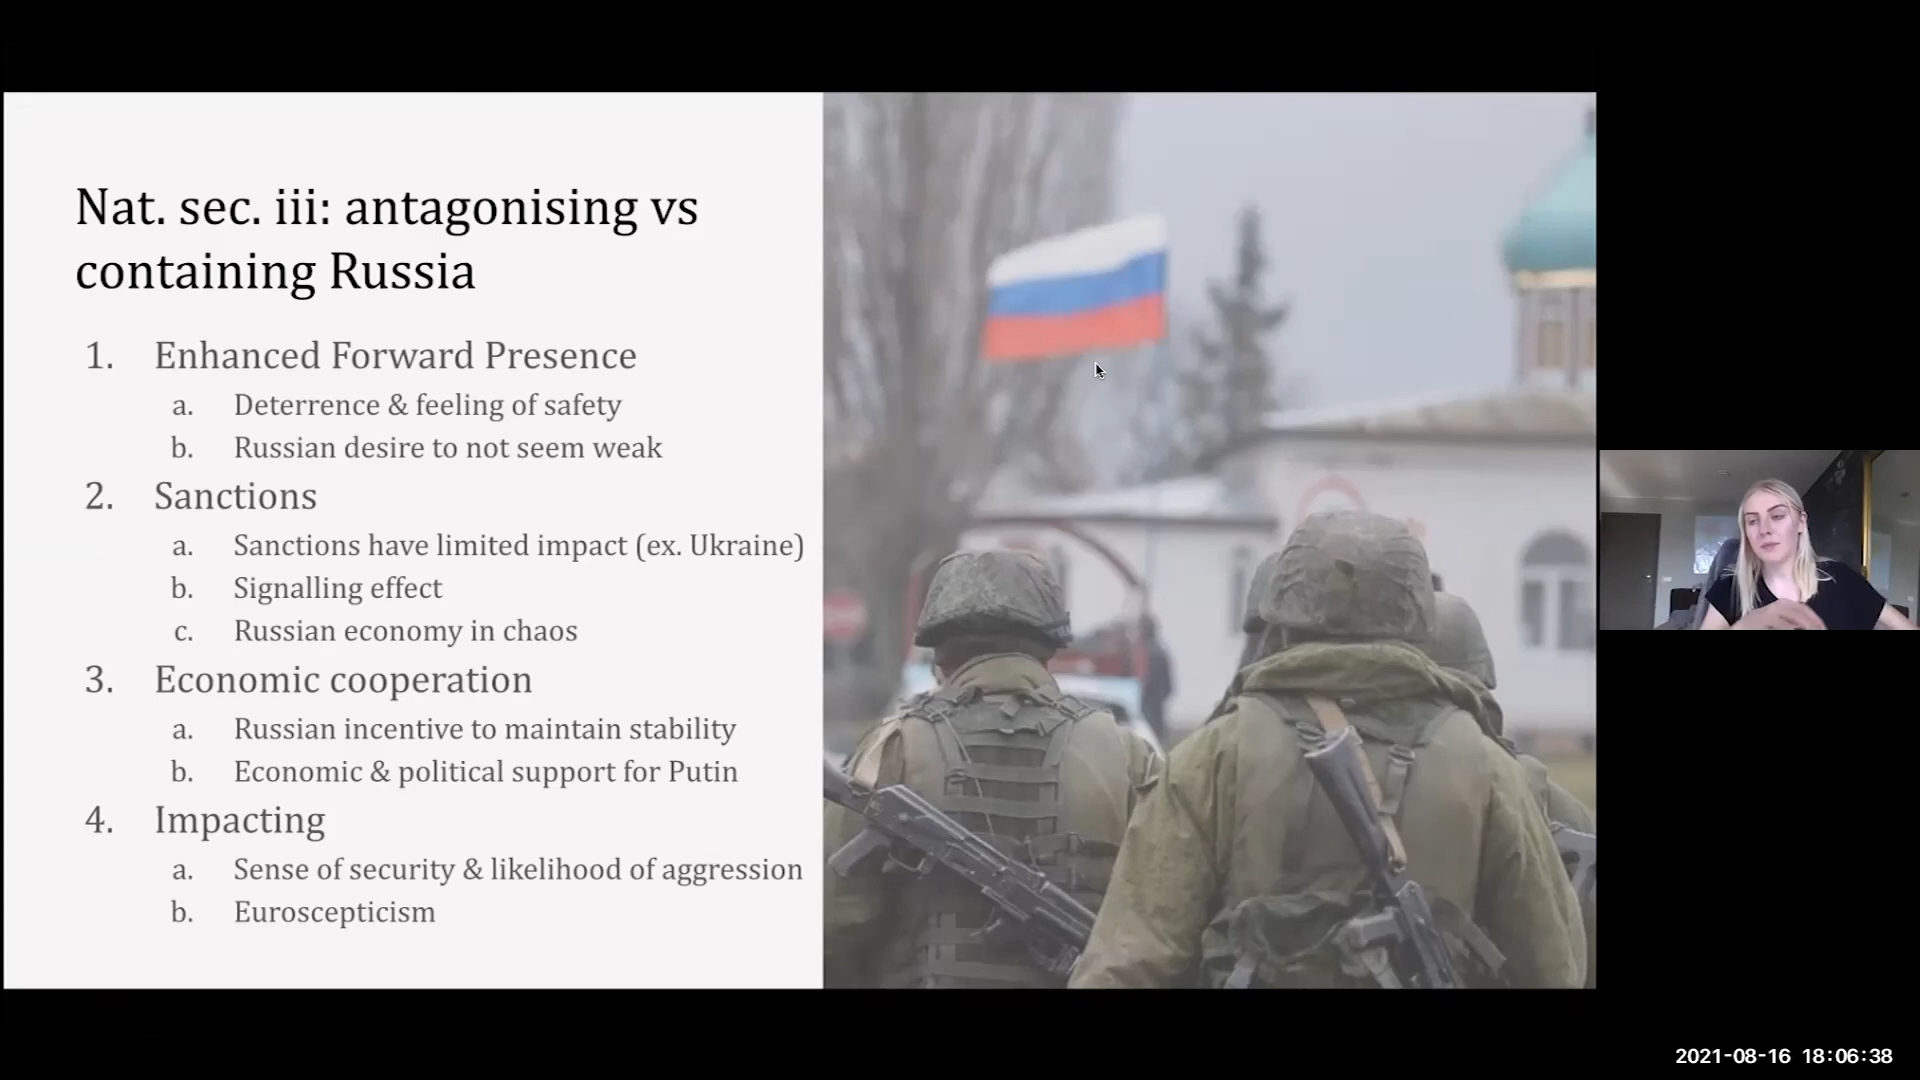 Nat. sec. iii: antagonising vs
containing Russia
1. Enhanced Forward Presence
a. Deterrence & feeling of safety
b. Russian desire to not seem weak
2. Sanctions
a. Sanctions have limited impact (ex. Ukraine)
b. Signalling effect
c. Russian economy in chaos
3. Economic cooperation
a. Russian incentive to maintain stability
b. Economic & political support for Putin
4. Impacting
a. Sense of security & likelihood of aggression
b. Euroscepticism
2021-08-16 18:06:38